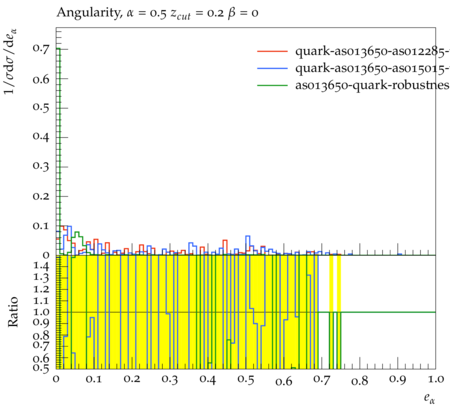 Angularity, α = 0.5 z_cut = 0.2 β = 0
1/σ dσ/de_α
quark-as013650-as012285-
quark-as013650-as015015-
as013650-quark-robustnes
0.7
0.6
0.5
0.4
0.3
0.2
0.1
0
Ratio
1.4
1.3
1.2
1.1
1.0
0.9
0.8
0.7
0.6
0.5
0 0.1 0.2 0.3 0.4 0.5 0.6 0.7 0.8 0.9 1.0
e_α